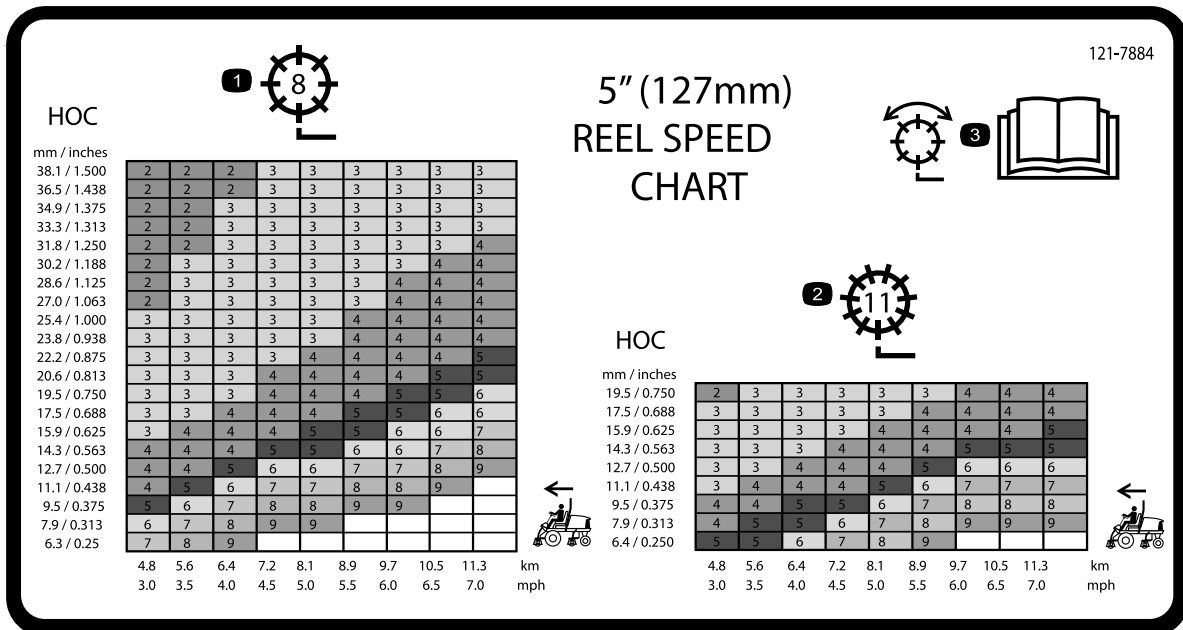 121-7884
1
8
5" (127mm)
REEL SPEED
CHART
3
HOC
mm / inches
38.1 / 1.500 2 2 2 3 3 3 3 3 3
36.5 / 1.438 2 2 2 3 3 3 3 3 3
34.9 / 1.375 2 2 3 3 3 3 3 3 3
33.3 / 1.313 2 2 3 3 3 3 3 3 3
31.8 / 1.250 2 2 3 3 3 3 3 3 4
30.2 / 1.188 2 3 3 3 3 3 3 4 4
28.6 / 1.125 2 3 3 3 3 3 4 4 4
27.0 / 1.063 2 3 3 3 3 3 4 4 4
25.4 / 1.000 3 3 3 3 3 4 4 4 4
23.8 / 0.938 3 3 3 3 3 4 4 4 4
22.2 / 0.875 3 3 3 3 4 4 4 4 5
20.6 / 0.813 3 3 3 4 4 4 4 5 5
19.5 / 0.750 3 3 3 4 4 4 5 5 6
17.5 / 0.688 3 3 4 4 4 5 5 6 6
15.9 / 0.625 3 4 4 4 5 5 6 6 7
14.3 / 0.563 4 4 4 5 5 6 6 7 8
12.7 / 0.500 4 4 5 6 6 7 7 8 9
11.1 / 0.438 4 5 6 7 7 8 8 9
9.5 / 0.375 5 6 7 8 8 9 9
7.9 / 0.313 6 7 8 9 9
6.3 / 0.25 7 8 9
4.8 5.6 6.4 7.2 8.1 8.9 9.7 10.5 11.3 km
3.0 3.5 4.0 4.5 5.0 5.5 6.0 6.5 7.0 mph
2
11
HOC
mm / inches
19.5 / 0.750 2 3 3 3 3 3 4 4 4
17.5 / 0.688 3 3 3 3 3 4 4 4 4
15.9 / 0.625 3 3 3 3 4 4 4 4 5
14.3 / 0.563 3 3 3 4 4 4 5 5 5
12.7 / 0.500 3 3 4 4 4 5 6 6 6
11.1 / 0.438 3 4 4 4 5 6 7 7 7
9.5 / 0.375 4 4 5 5 6 7 8 8 8
7.9 / 0.313 4 5 5 6 7 8 9 9 9
6.4 / 0.250 5 5 6 7 8 9
4.8 5.6 6.4 7.2 8.1 8.9 9.7 10.5 11.3 km
3.0 3.5 4.0 4.5 5.0 5.5 6.0 6.5 7.0 mph